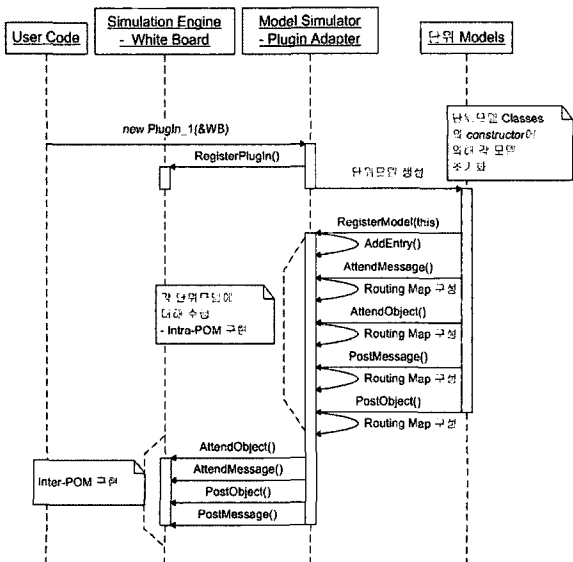 User Code
Simulation Engine
- White Board
Model Simulator
- Plugin Adapter
단위 Models
단위모델 Classes
의 constructor에
의해 각 모델
초기화
new PlugIn_1(&WB)
RegisterPlugIn()
단위모델 생성
RegisterModel(this)
AddEntry()
AttendMessage()
Routing Map 구성
AttendObject()
Routing Map 구성
PostMessage()
Routing Map 구성
PostObject()
Routing Map 구성
각 단위모델에
대해 수행
- Intra-POM 구현
AttendObject()
AttendMessage()
PostObject()
PostMessage()
Inter-POM 구현